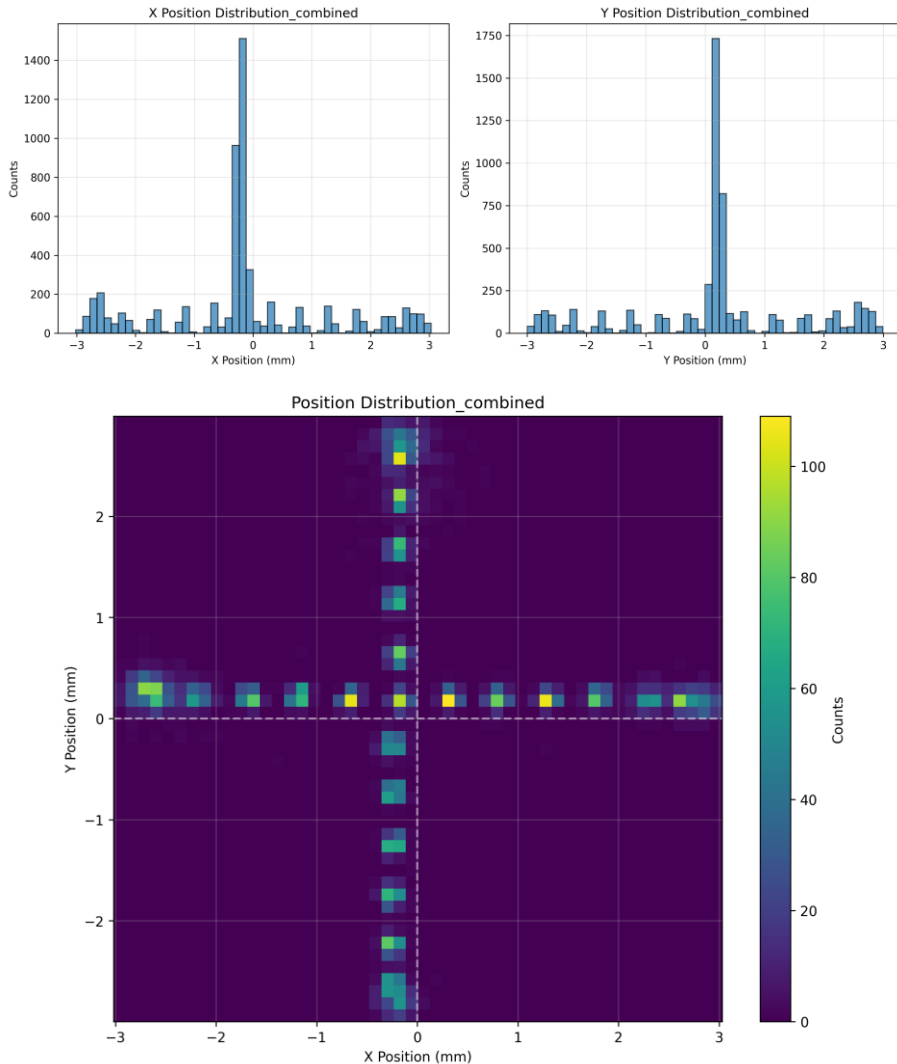 X Position Distribution_combined
Y Position Distribution_combined
Counts
1400
1200
1000
800
600
400
200
0
−3 −2 −1 0 1 2 3
X Position (mm)
Counts
1750
1500
1250
1000
750
500
250
0
−3 −2 −1 0 1 2 3
Y Position (mm)
Position Distribution_combined
Y Position (mm)
2
1
0
−1
−2
−3 −2 −1 0 1 2 3
X Position (mm)
100
80
60
40
20
0
Counts